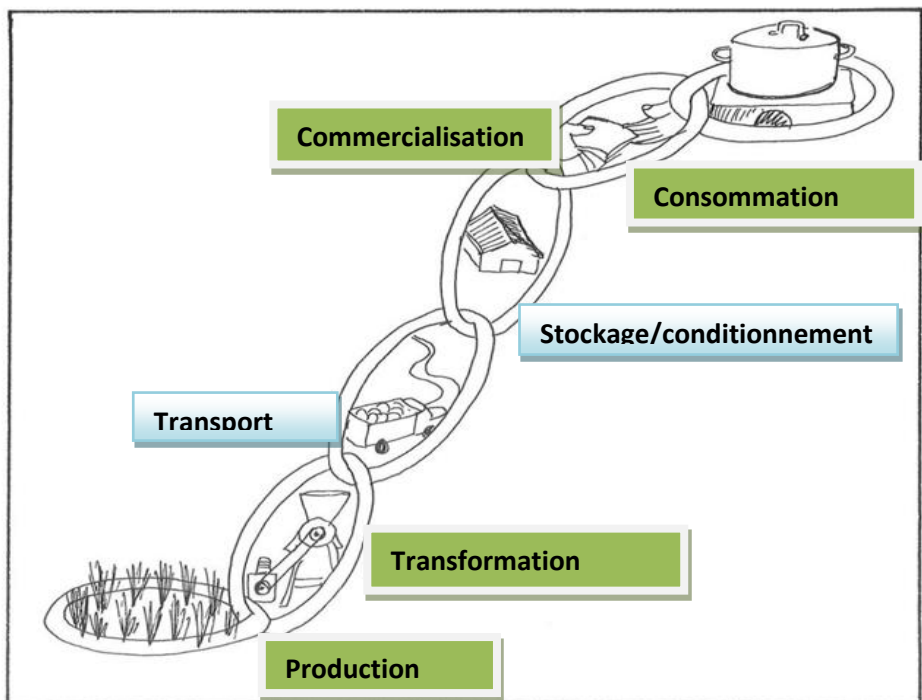 Commercialisation
Consommation
Stockage/conditionnement
Transport
Transformation
Production